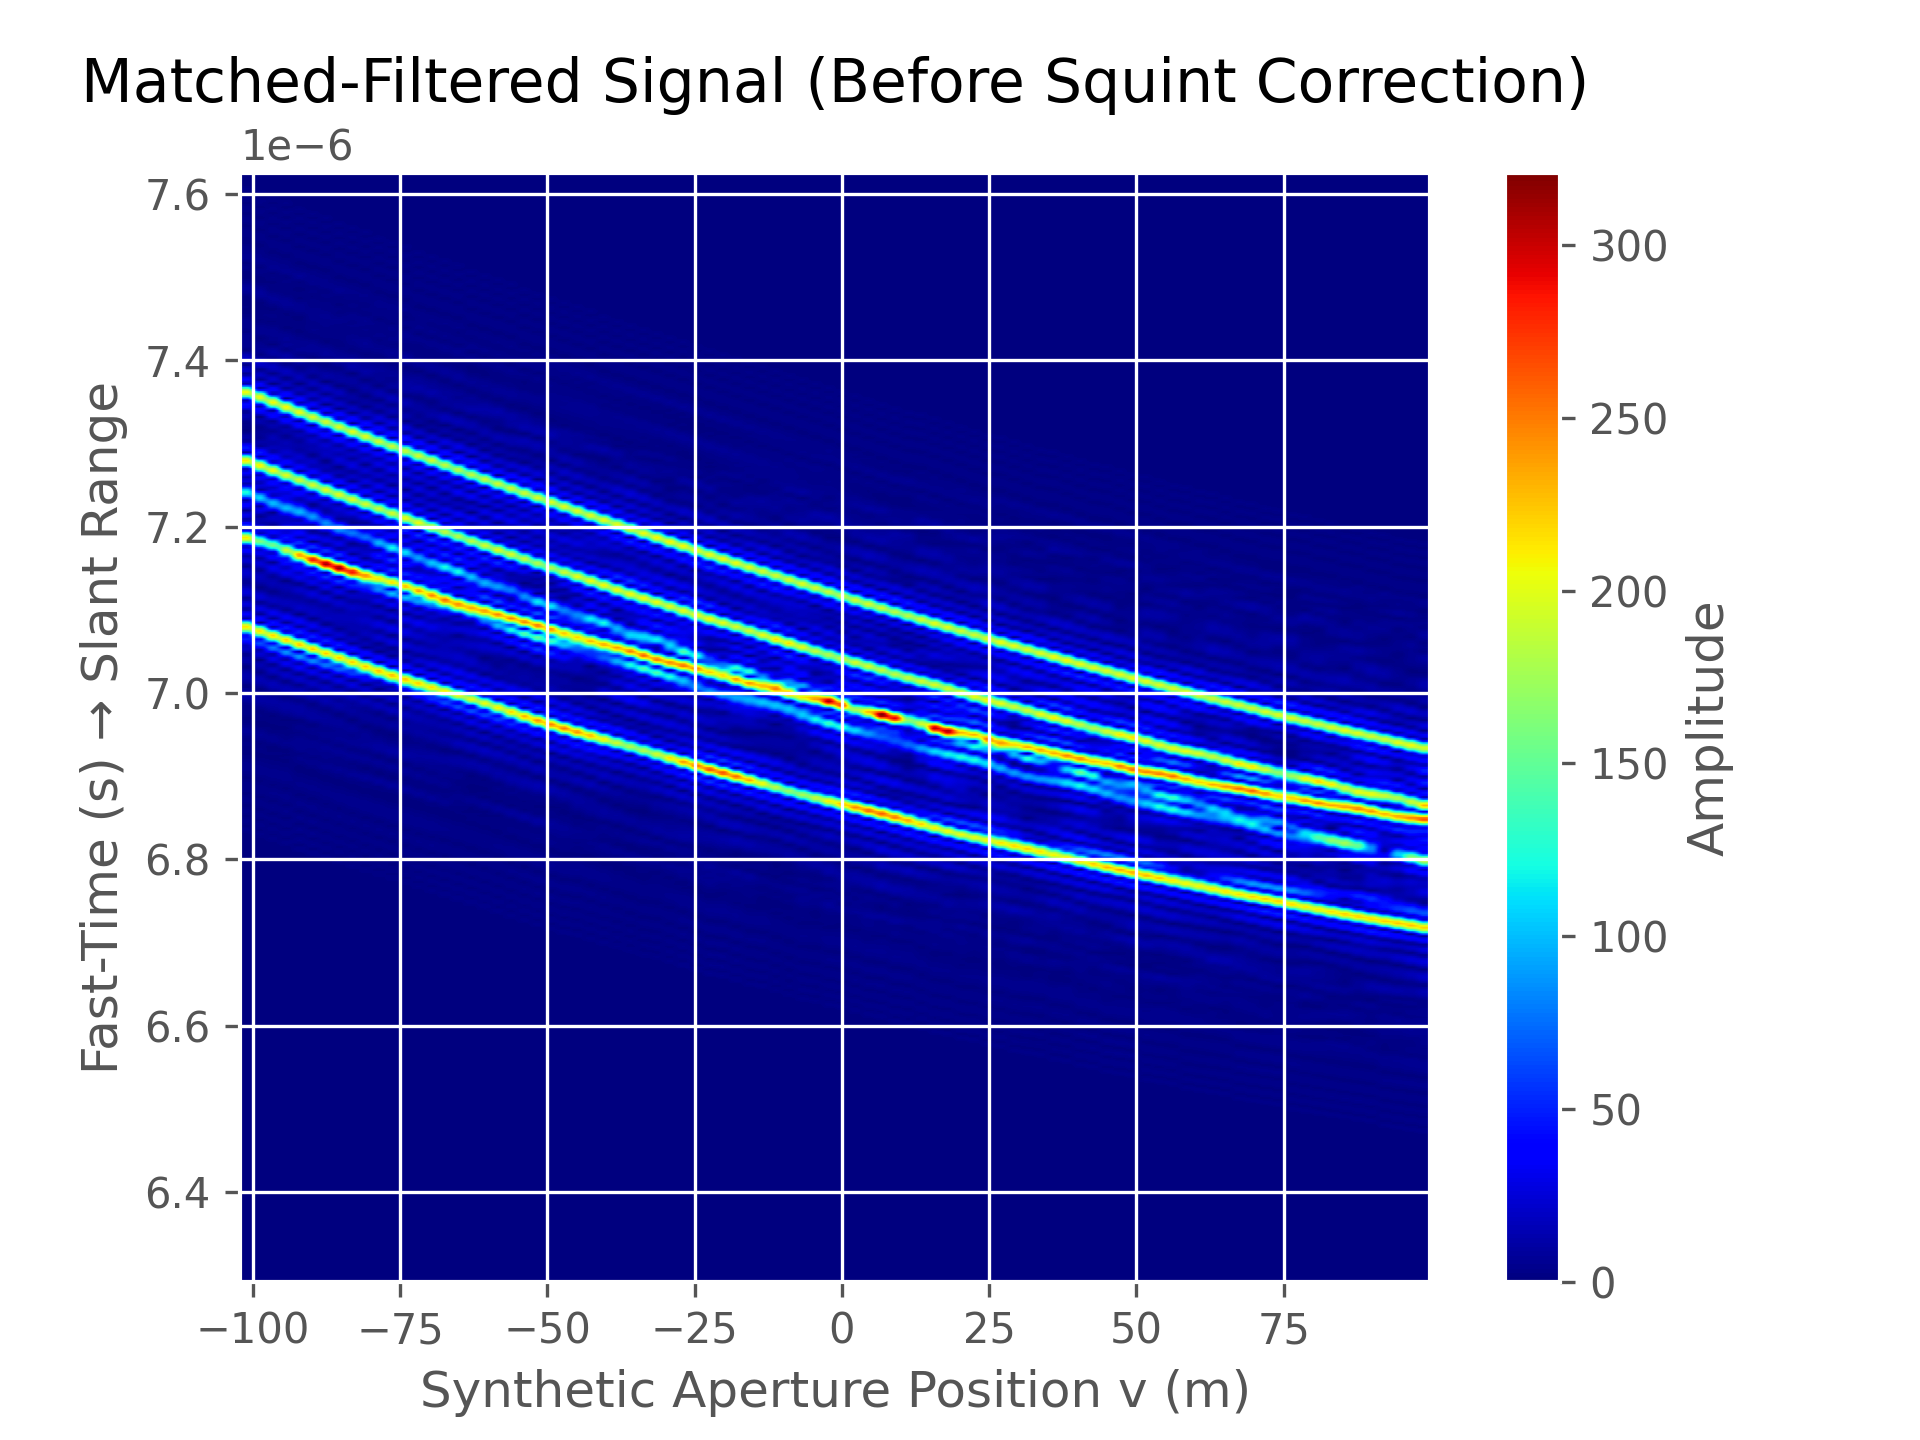 Matched-Filtered Signal (Before Squint Correction)
1e−6
7.6
7.4
7.2
7.0
6.8
6.6
6.4
Fast-Time (s) → Slant Range
−100 −75 −50 −25 0 25 50 75
Synthetic Aperture Position v (m)
300
250
200
150
100
50
0
Amplitude